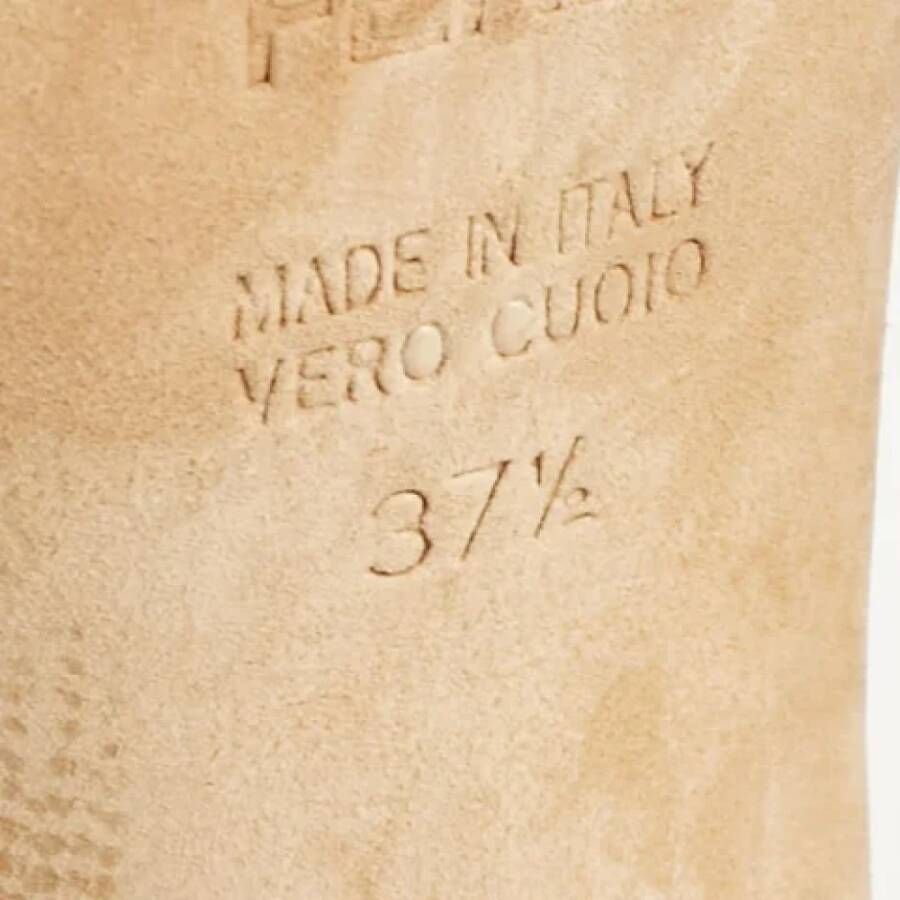 MADE IN ITALY
VERO CUOIO
37½